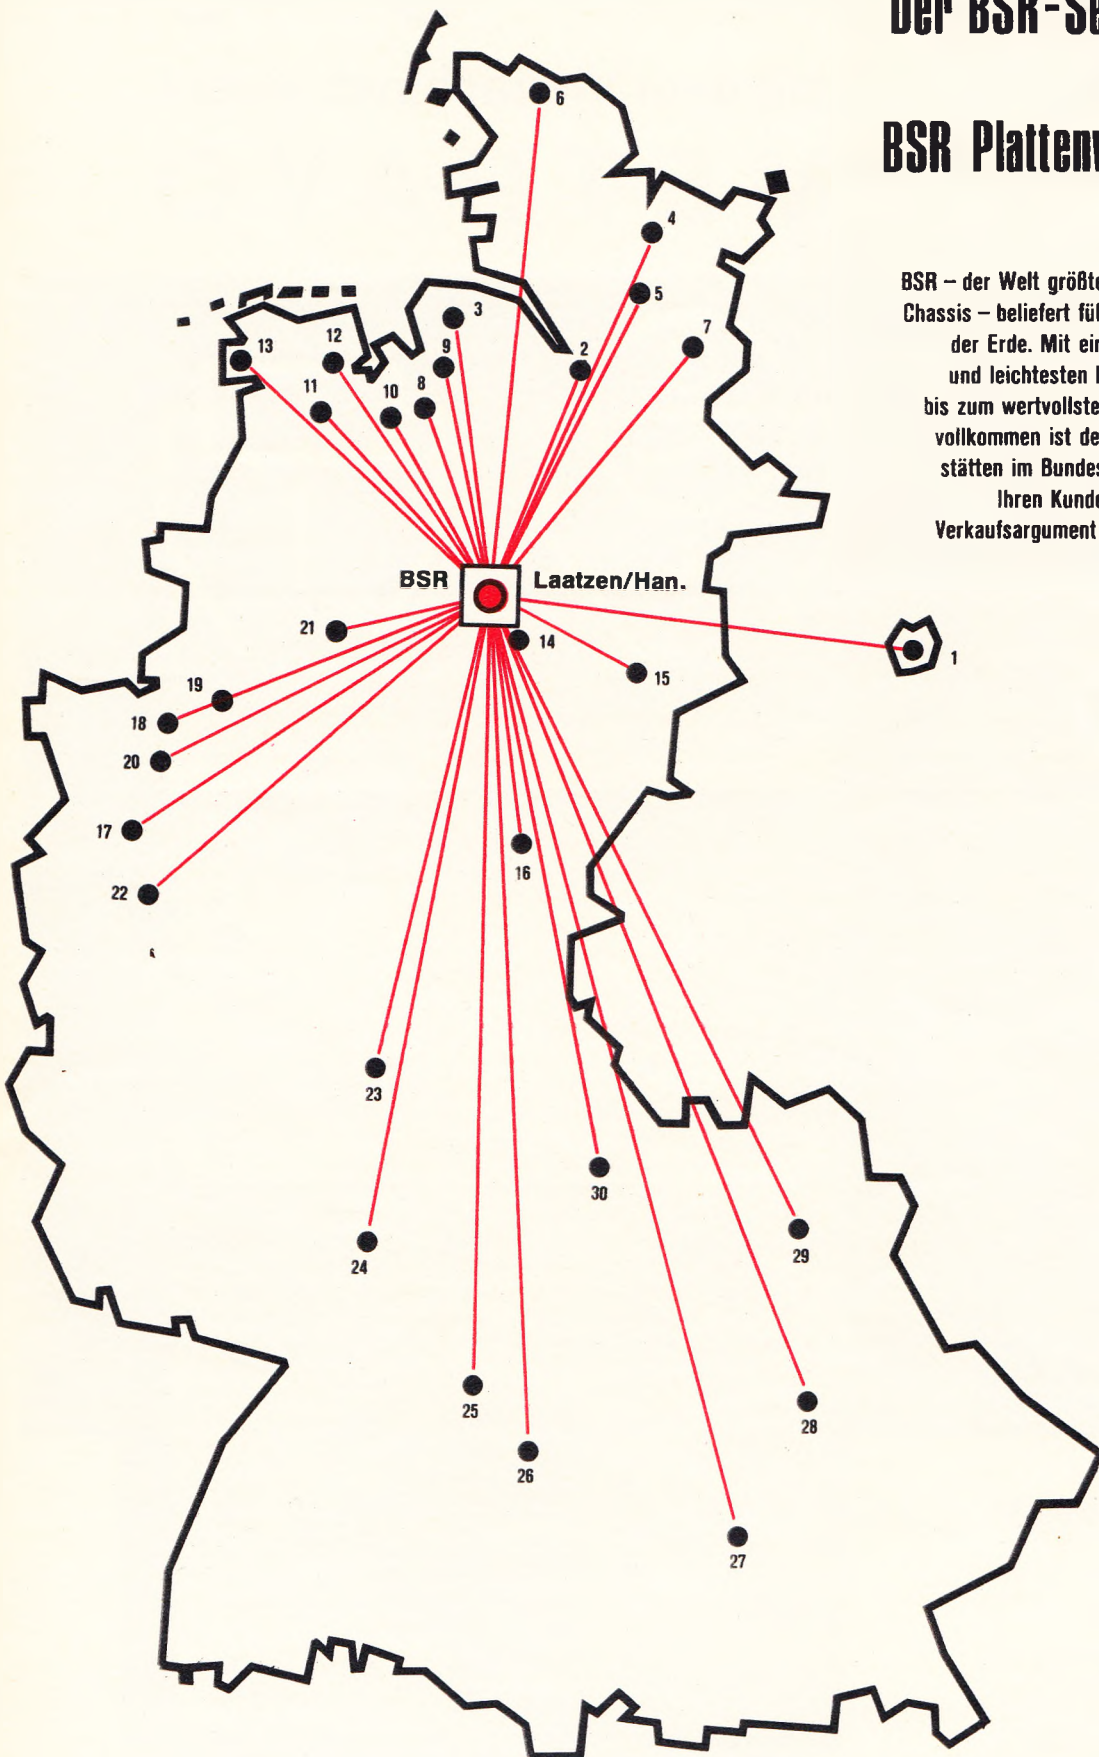 Der BSR-Se
BSR Plattenw
BSR – der Welt größte
Chassis – beliefert füh
der Erde. Mit ein
und leichtesten
bis zum wertvollste
vollkommen ist de
stätten im Bundes
Ihren Kunde
Verkaufsargument
6
4
5
3
7
13
12
9
2
11
10
8
BSR Laatzen/Han.
21
14
1
15
19
18
20
17
16
22
23
30
29
24
25
28
26
27